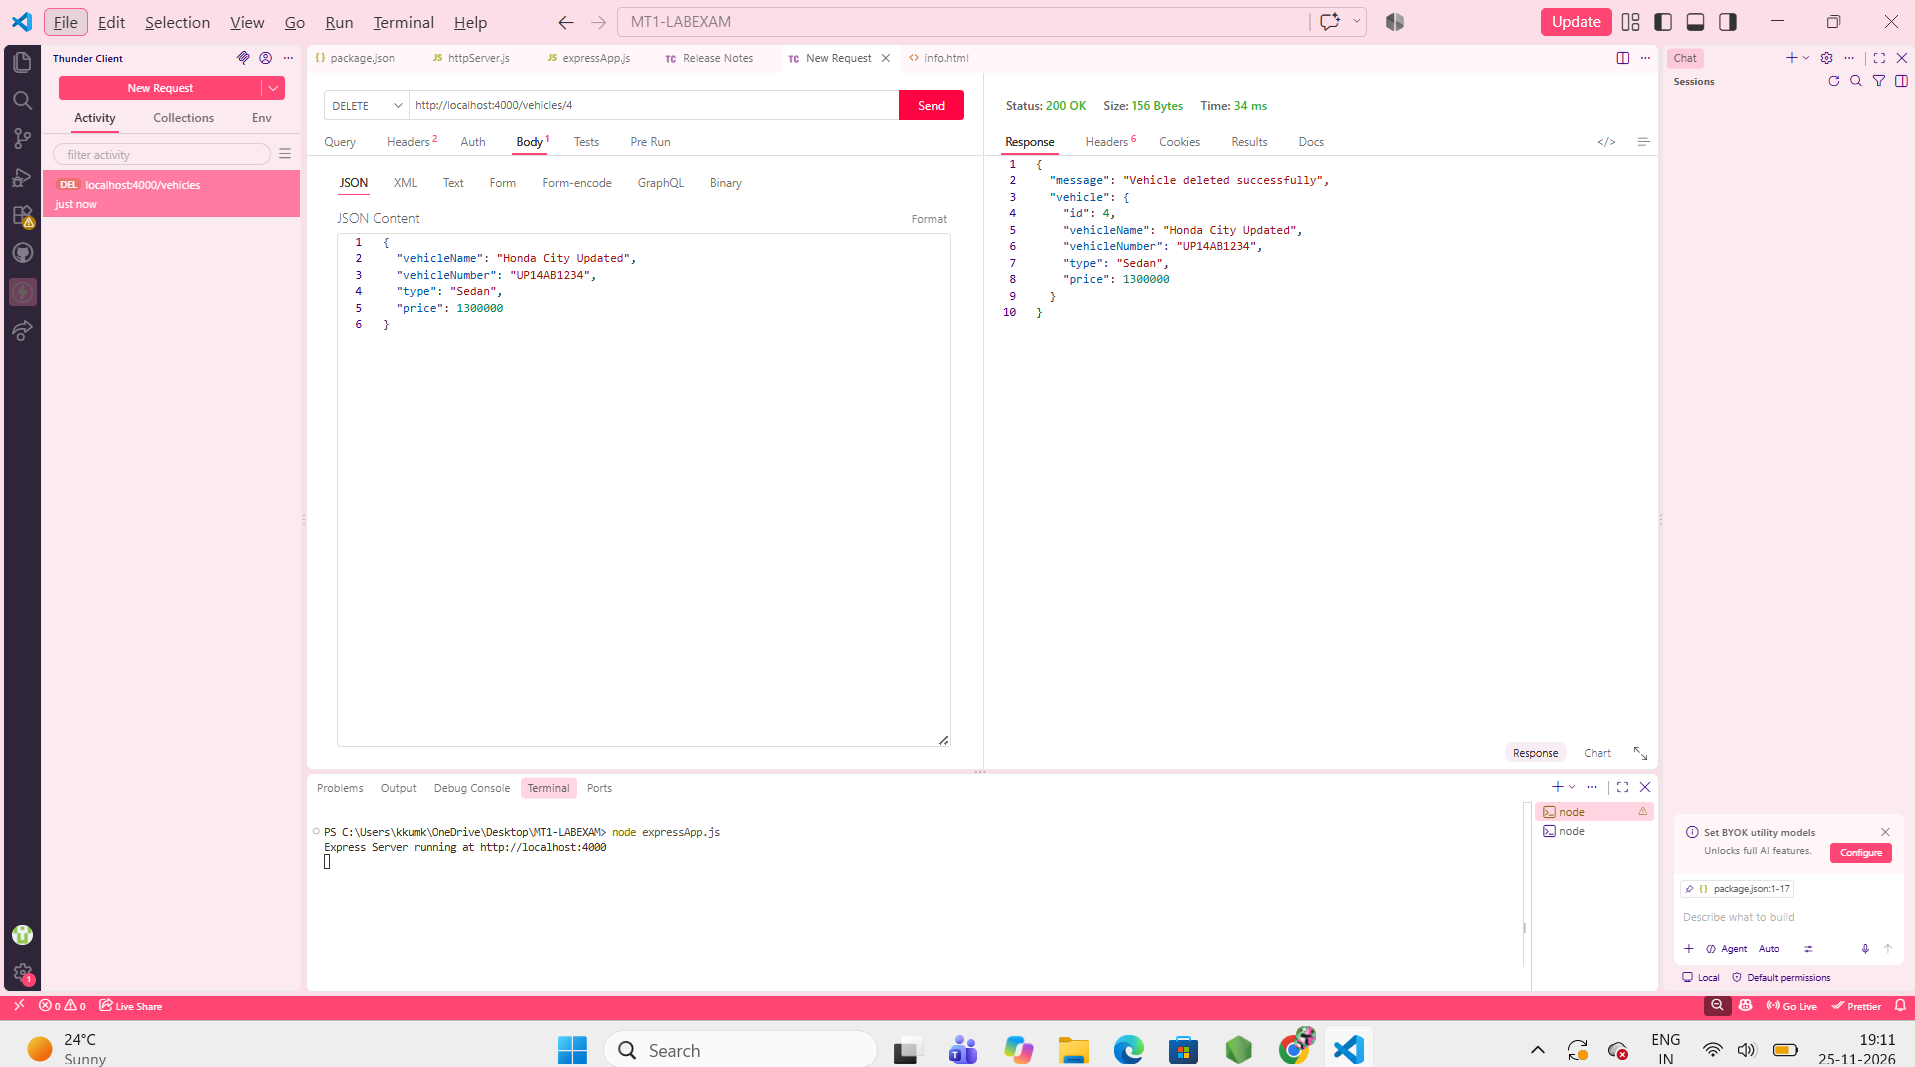 File Edit Selection View Go Run Terminal Help MT1-LABEXAM Update
Thunder Client
New Request
Activity Collections Env
filter activity
DEL localhost:4000/vehicles
just now
{} package.json JS httpServer.js JS expressApp.js TC Release Notes TC New Request <> info.html
DELETE http://localhost:4000/vehicles/4 Send
Query Headers 2 Auth Body 1 Tests Pre Run
JSON XML Text Form Form-encode GraphQL Binary
JSON Content Format
1 {
2 "vehicleName": "Honda City Updated",
3 "vehicleNumber": "UP14AB1234",
4 "type": "Sedan",
5 "price": 1300000
6 }
Status: 200 OK Size: 156 Bytes Time: 34 ms
Response Headers 6 Cookies Results Docs </>
1 {
2 "message": "Vehicle deleted successfully",
3 "vehicle": {
4 "id": 4,
5 "vehicleName": "Honda City Updated",
6 "vehicleNumber": "UP14AB1234",
7 "type": "Sedan",
8 "price": 1300000
9 }
10 }
Response Chart
Problems Output Debug Console Terminal Ports
PS C:\Users\kkumk\OneDrive\Desktop\MT1-LABEXAM> node expressApp.js
Express Server running at http://localhost:4000
node
node
Chat
Sessions
Set BYOK utility models
Unlocks full AI features. Configure
{} package.json:1-17
Describe what to build
Agent Auto
Local Default permissions
1
0 0 Live Share Go Live Prettier
24°C
Sunny
Search
ENG
IN
19:11
25-11-2026